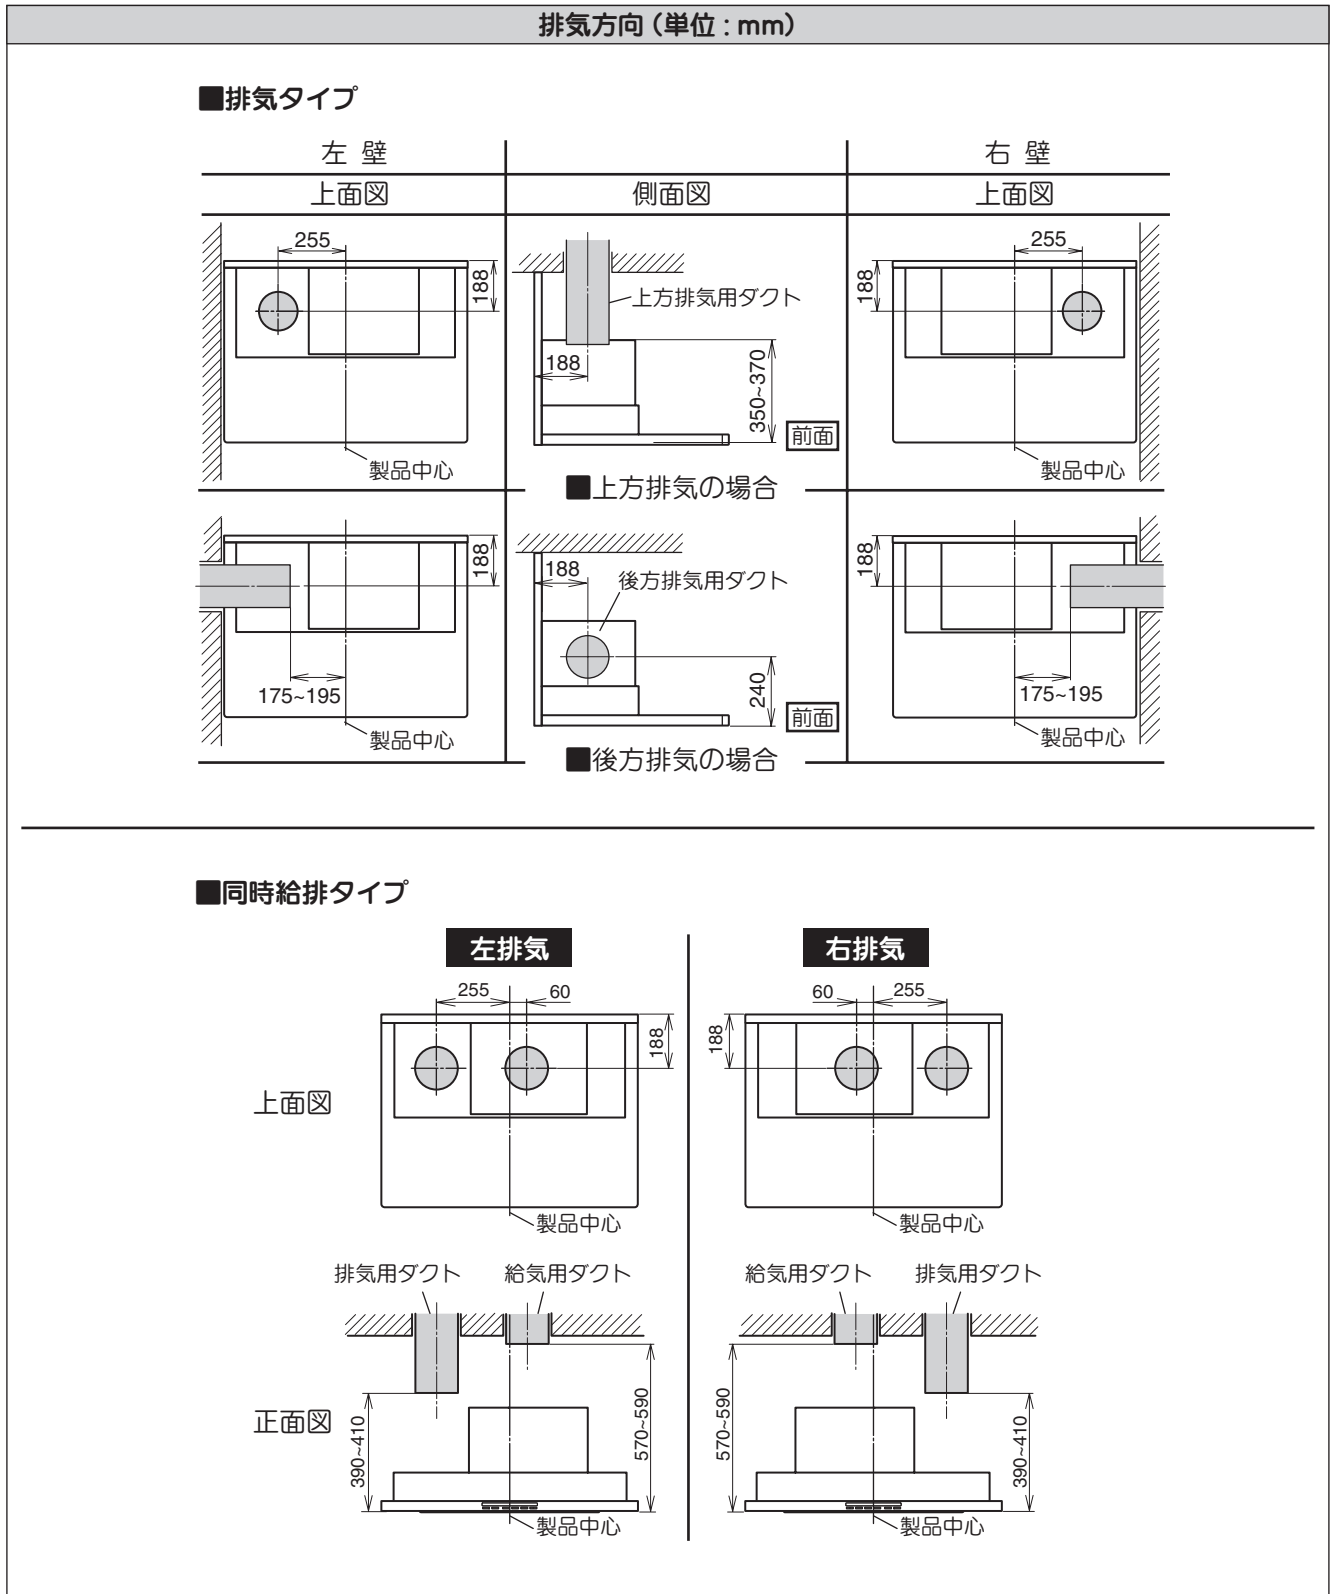 排気方向（単位：mm）
■排気タイプ
左 壁
右 壁
上面図
側面図
上面図
255
188
製品中心
上方排気用ダクト
188
350~370
前面
■上方排気の場合
255
188
製品中心
188
175~195
製品中心
188
後方排気用ダクト
240
前面
■後方排気の場合
188
175~195
製品中心
■同時給排タイプ
左排気
右排気
上面図
255
60
188
製品中心
60
255
188
製品中心
正面図
排気用ダクト
給気用ダクト
390~410
570~590
製品中心
給気用ダクト
排気用ダクト
570~590
390~410
製品中心